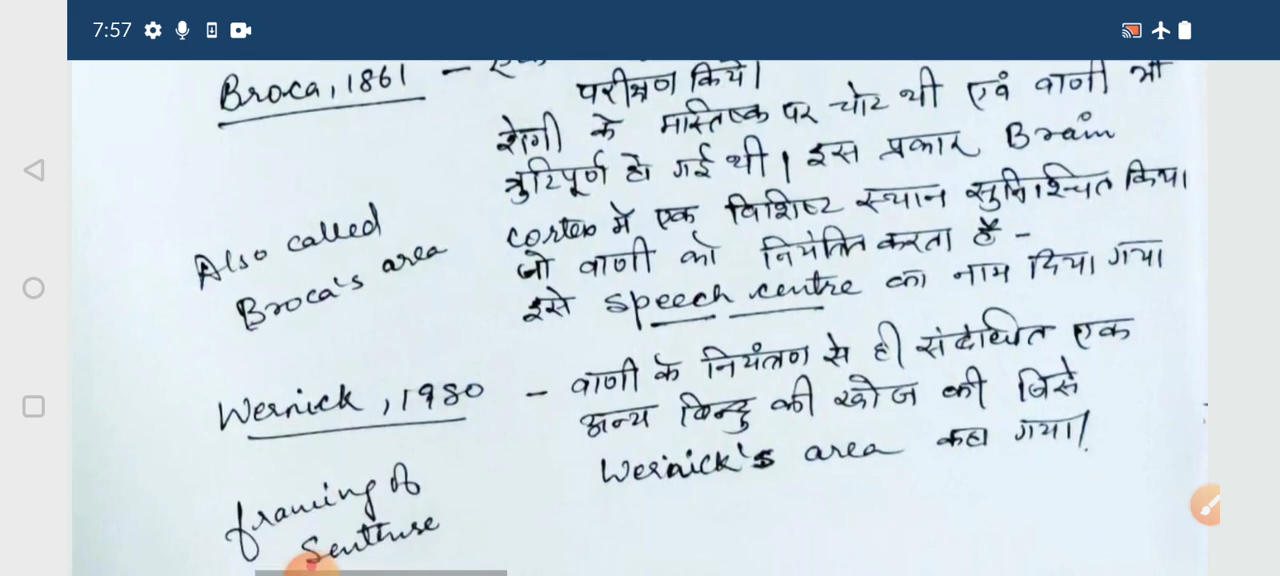 7:57
Broca, 1861 -
परीक्षण किये।
रोगी के मस्तिष्क पर चोट थी एवं वाणी भी
त्रुटिपूर्ण हो गई थी। इस प्रकार Brain
cortex में एक विशिष्ट स्थान सुनिश्चित किया
जो वाणी को नियंत्रित करता है -
इसे speech centre का नाम दिया गया
Also called
Broca's area
Wernick, 1980 - वाणी के नियंत्रण से ही संबंधित एक
अन्य बिन्दु की खोज की जिसे
Wernick's area कहा गया।
framing of
Sentense